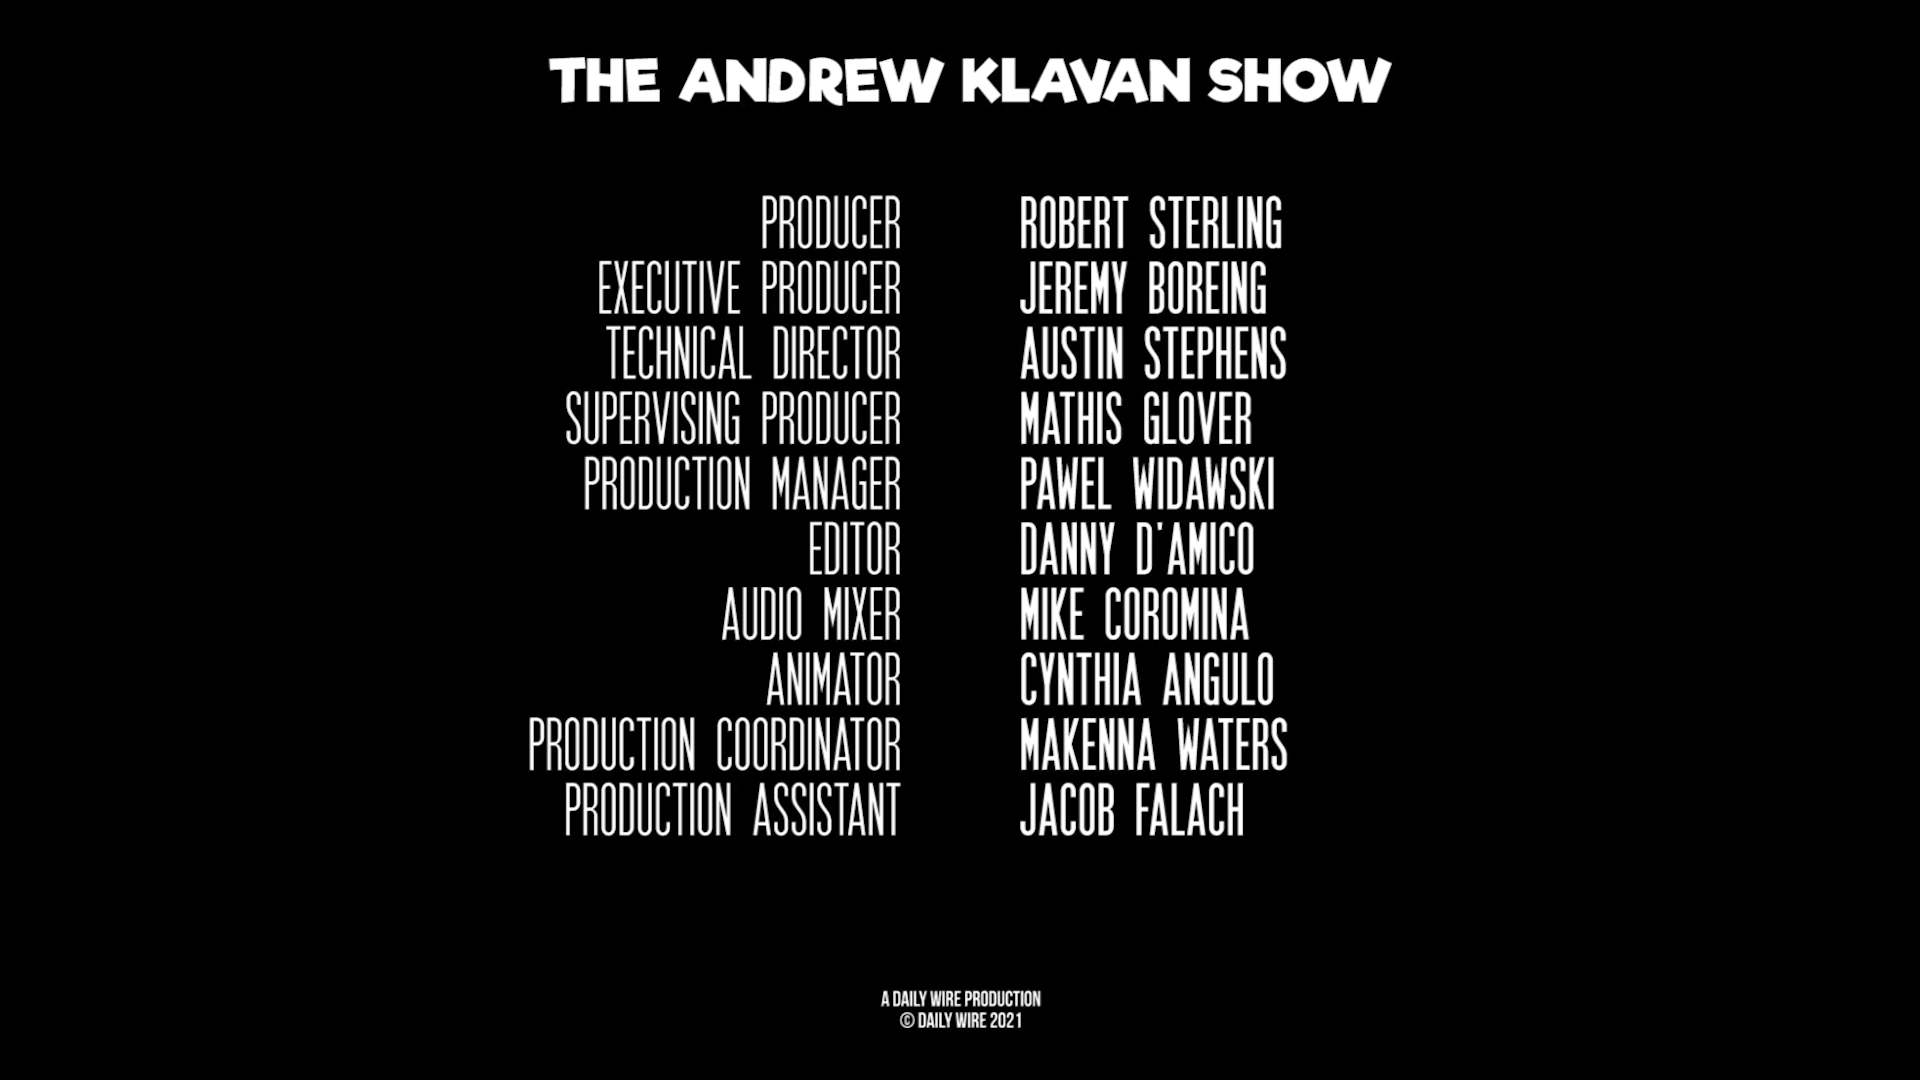 THE ANDREW KLAVAN SHOW
PRODUCER ROBERT STERLING
EXECUTIVE PRODUCER JEREMY BOREING
TECHNICAL DIRECTOR AUSTIN STEPHENS
SUPERVISING PRODUCER MATHIS GLOVER
PRODUCTION MANAGER PAWEL WIDAWSKI
EDITOR DANNY D'AMICO
AUDIO MIXER MIKE COROMINA
ANIMATOR CYNTHIA ANGULO
PRODUCTION COORDINATOR MAKENNA WATERS
PRODUCTION ASSISTANT JACOB FALACH
A DAILY WIRE PRODUCTION
© DAILY WIRE 2021